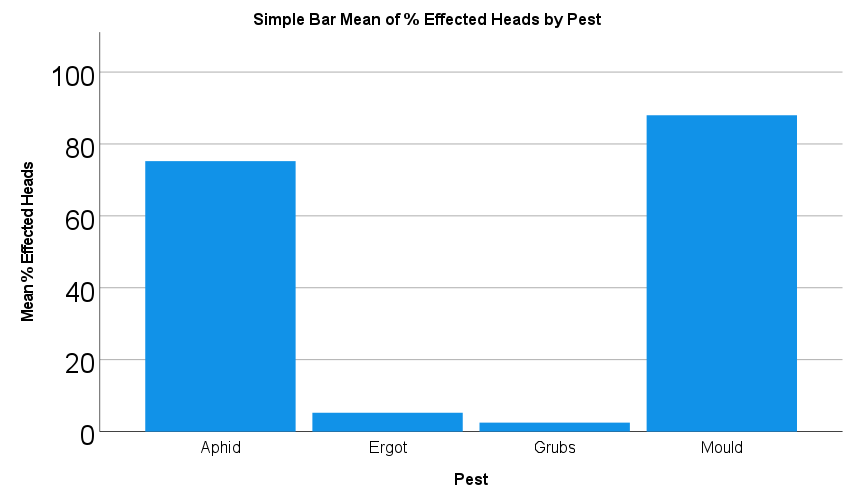 Simple Bar Mean of % Effected Heads by Pest
Mean % Effected Heads
100
80
60
40
20
0
Aphid Ergot Grubs Mould
Pest